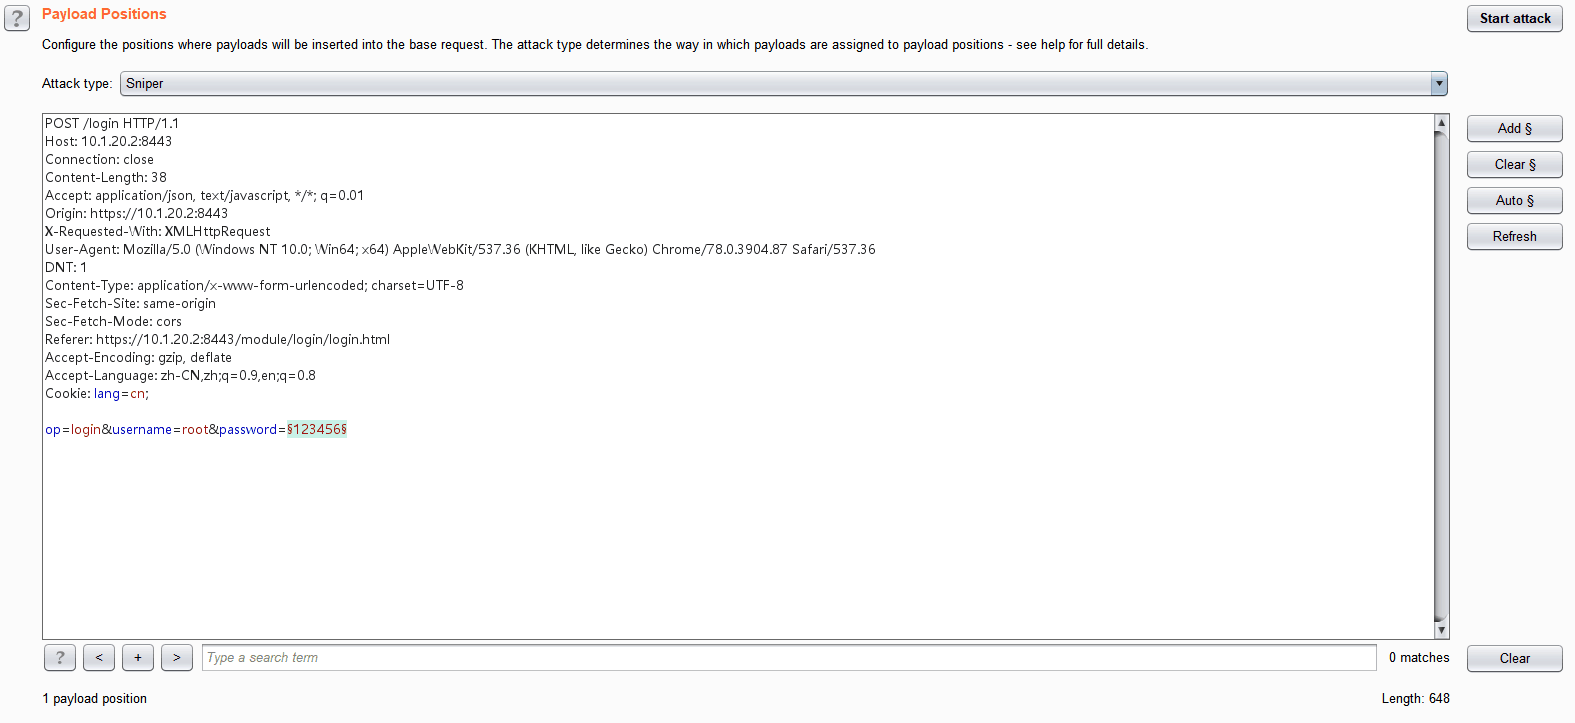 ?
Payload Positions
Start attack
Configure the positions where payloads will be inserted into the base request. The attack type determines the way in which payloads are assigned to payload positions - see help for full details.
Attack type: Sniper
POST /login HTTP/1.1
Host: 10.1.20.2:8443
Connection: close
Content-Length: 38
Accept: application/json, text/javascript, */*; q=0.01
Origin: https://10.1.20.2:8443
X-Requested-With: XMLHttpRequest
User-Agent: Mozilla/5.0 (Windows NT 10.0; Win64; x64) AppleWebKit/537.36 (KHTML, like Gecko) Chrome/78.0.3904.87 Safari/537.36
DNT: 1
Content-Type: application/x-www-form-urlencoded; charset=UTF-8
Sec-Fetch-Site: same-origin
Sec-Fetch-Mode: cors
Referer: https://10.1.20.2:8443/module/login/login.html
Accept-Encoding: gzip, deflate
Accept-Language: zh-CN,zh;q=0.9,en;q=0.8
Cookie: lang=cn;
op=login&username=root&password=§123456§
Add §
Clear §
Auto §
Refresh
? < + > Type a search term 0 matches Clear
1 payload position Length: 648